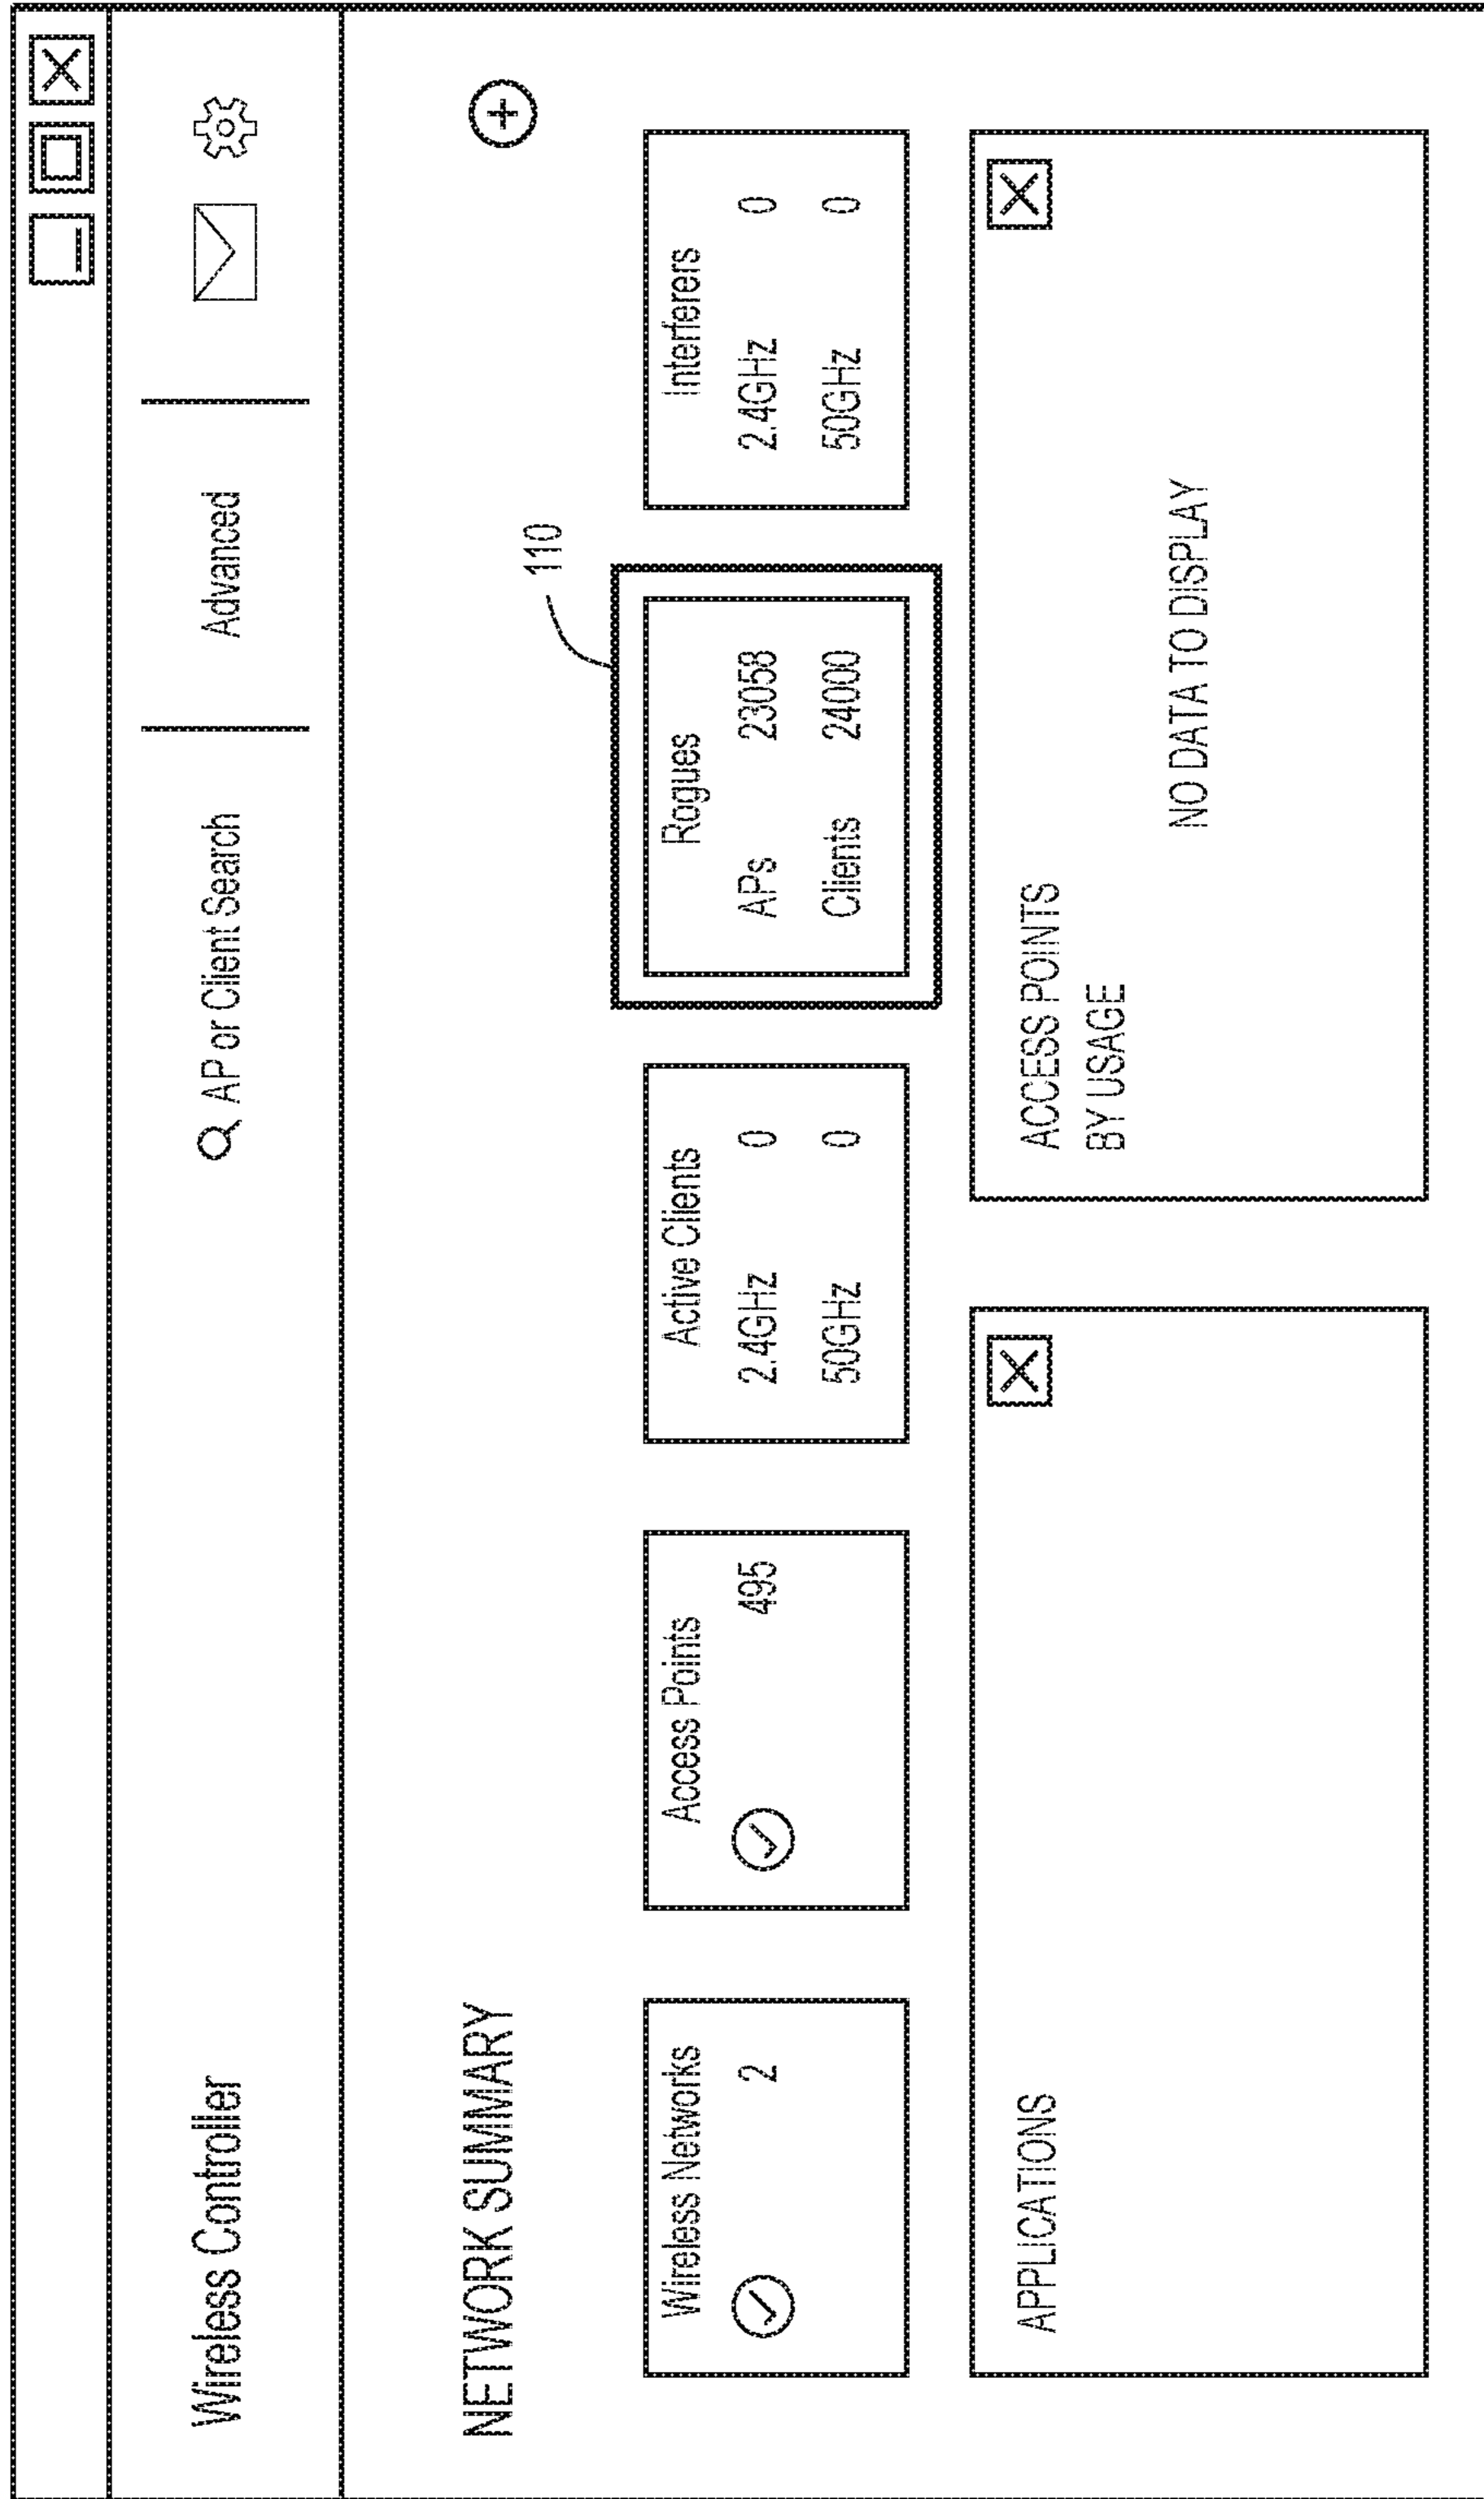 Wireless Controller
AP or Client Search
Advanced
NETWORK SUMMARY
110
Wireless Networks
2
Access Points
495
Active Clients
2.4GHz 0
50GHz 0
Rogues
APs 23058
Clients 24000
Interferers
2.4GHz 0
50GHz 0
APPLICATIONS
ACCESS POINTS
BY USAGE
NO DATA TO DISPLAY